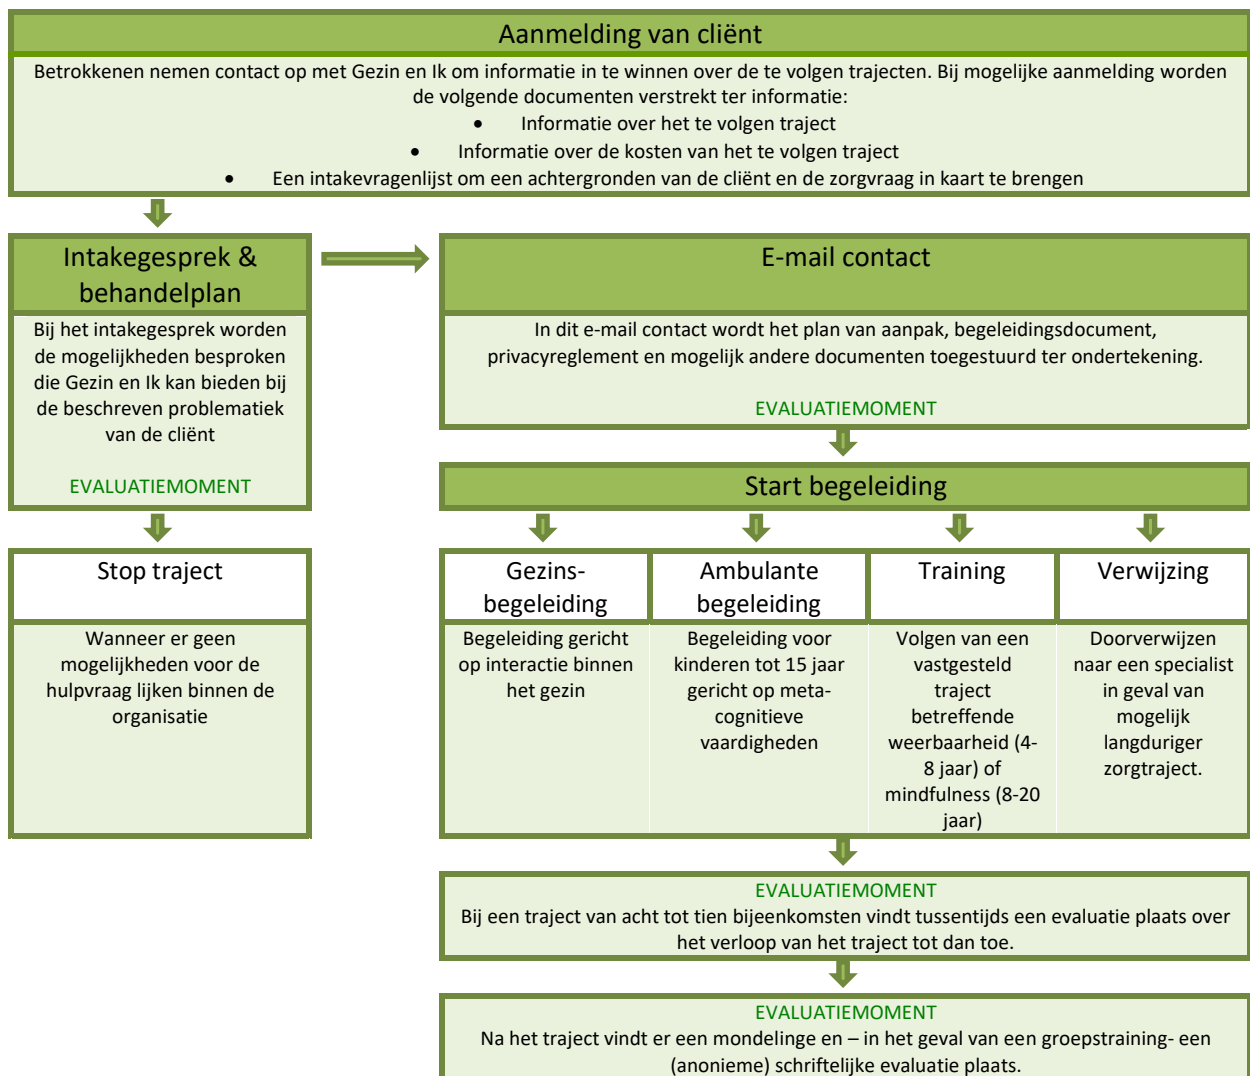 Aanmelding van cliënt
Betrokkenen nemen contact op met Gezin en Ik om informatie in te winnen over de te volgen trajecten. Bij mogelijke aanmelding worden
de volgende documenten verstrekt ter informatie:
• Informatie over het te volgen traject
• Informatie over de kosten van het te volgen traject
• Een intakevragenlijst om een achtergronden van de cliënt en de zorgvraag in kaart te brengen
Intakegesprek &
behandelplan
Bij het intakegesprek worden
de mogelijkheden besproken
die Gezin en Ik kan bieden bij
de beschreven problematiek
van de cliënt
EVALUATIEMOMENT
E-mail contact
In dit e-mail contact wordt het plan van aanpak, begeleidingsdocument,
privacyreglement en mogelijk andere documenten toegestuurd ter ondertekening.
EVALUATIEMOMENT
Start begeleiding
Stop traject
Wanneer er geen
mogelijkheden voor de
hulpvraag lijken binnen de
organisatie
Gezins-
begeleiding
Begeleiding gericht
op interactie binnen
het gezin
Ambulante
begeleiding
Begeleiding voor
kinderen tot 15 jaar
gericht op meta-
cognitieve
vaardigheden
Training
Volgen van een
vastgesteld
traject
betreffende
weerbaarheid (4-
8 jaar) of
mindfulness (8-20
jaar)
Verwijzing
Doorverwijzen
naar een specialist
in geval van
mogelijk
langduriger
zorgtraject.
EVALUATIEMOMENT
Bij een traject van acht tot tien bijeenkomsten vindt tussentijds een evaluatie plaats over
het verloop van het traject tot dan toe.
EVALUATIEMOMENT
Na het traject vindt er een mondelinge en – in het geval van een groepstraining- een
(anonieme) schriftelijke evaluatie plaats.